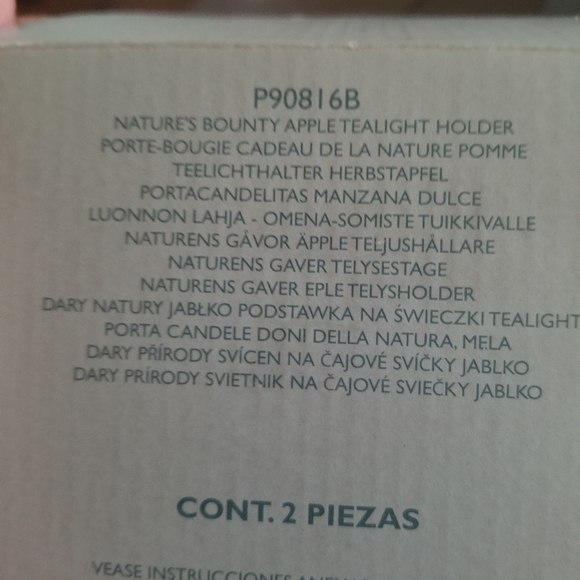 P90816B
NATURE'S BOUNTY APPLE TEALIGHT HOLDER
PORTE-BOUGIE CADEAU DE LA NATURE POMME
TEELICHTHALTER HERBSTAPFEL
PORTACANDELITAS MANZANA DULCE
LUONNON LAHJA - OMENA-SOMISTE TUIKKIVALLE
NATURENS GÅVOR ÄPPLE TELJUSHÅLLARE
NATURENS GAVER TELYSESTAGE
NATURENS GAVER EPLE TELYSHOLDER
DARY NATURY JABŁKO PODSTAWKA NA ŚWIECZKI TEALIGHT
PORTA CANDELE DONI DELLA NATURA, MELA
DARY PŘÍRODY SVÍCEN NA ČAJOVÉ SVÍČKY JABLKO
DARY PRÍRODY SVIETNIK NA ČAJOVÉ SVIEČKY JABLKO
CONT. 2 PIEZAS
VEASE INSTRUCCIONES